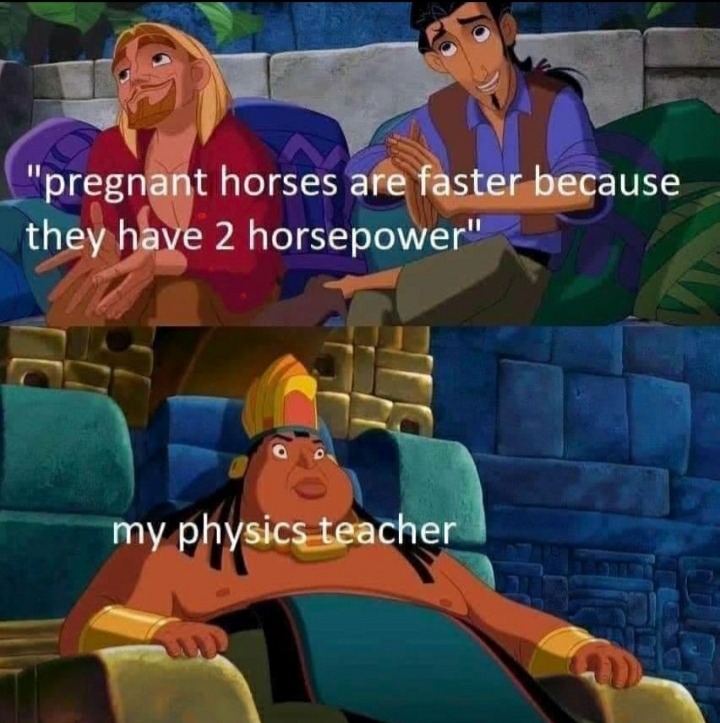 "pregnant horses are faster because
they have 2 horsepower"
my physics teacher